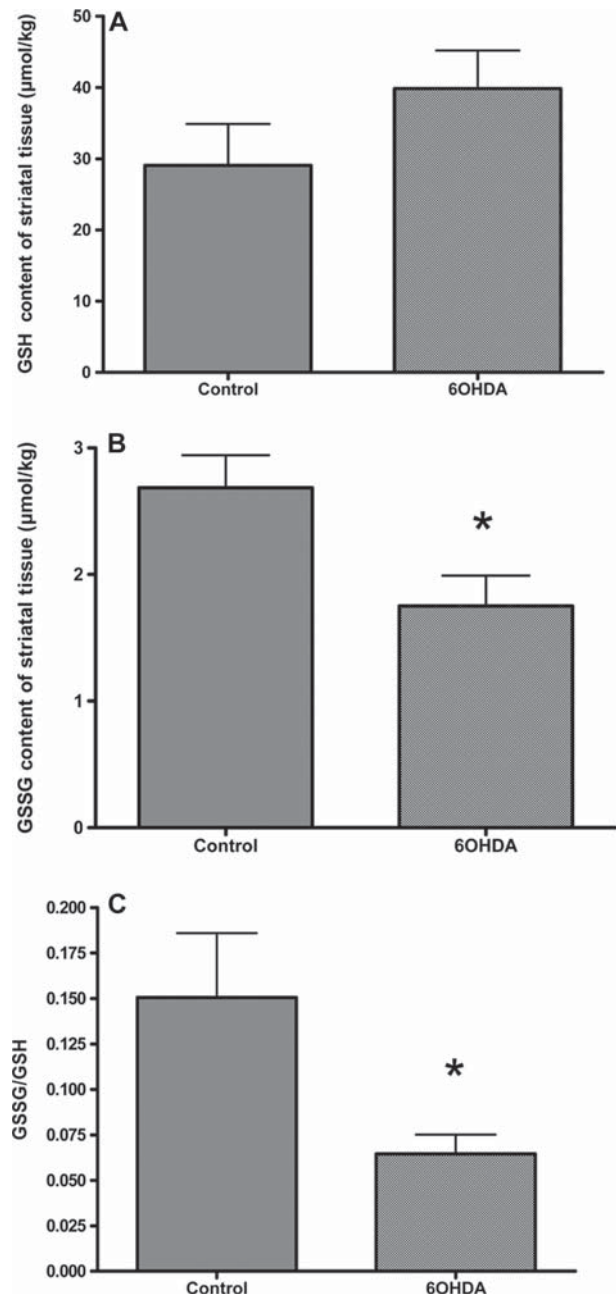 A
GSH content of striatal tissue (µmol/kg)
50
40
30
20
10
0
Control 6OHDA
B
GSSG content of striatal tissue (µmol/kg)
3
2
*
1
0
Control 6OHDA
C
GSSG/GSH
0.200
0.175
0.150
0.125
*
0.100
0.075
0.050
0.025
0.000
Control 6OHDA